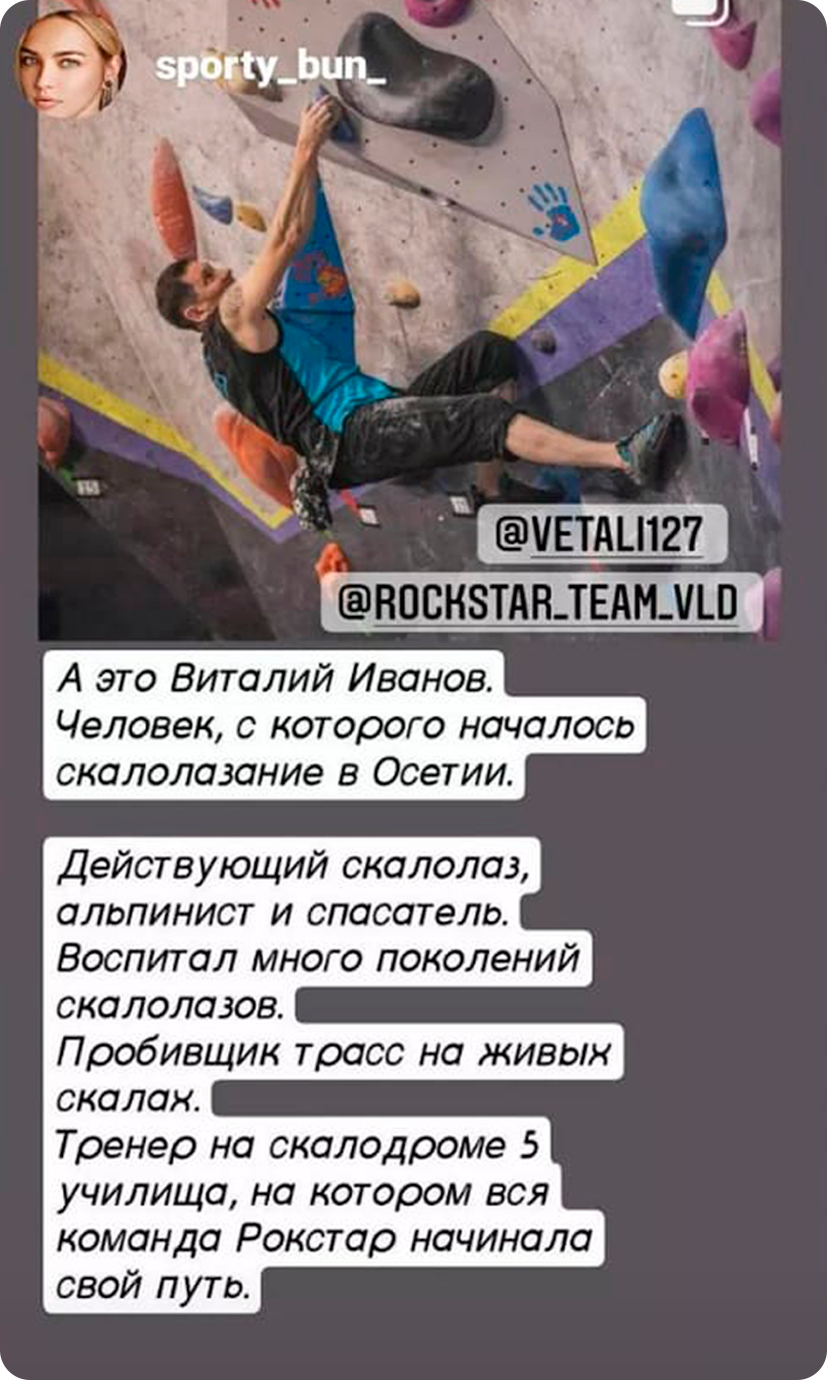 sporty_bun_
@VETALI127
@ROCKSTAR_TEAM_VLD
А это Виталий Иванов.
Человек, с которого началось
скалолазание в Осетии.
Действующий скалолаз,
альпинист и спасатель.
Воспитал много поколений
скалолазов.
Пробивщик трасс на живых
скалах.
Тренер на скалодроме 5
училища, на котором вся
команда Рокстар начинала
свой путь.